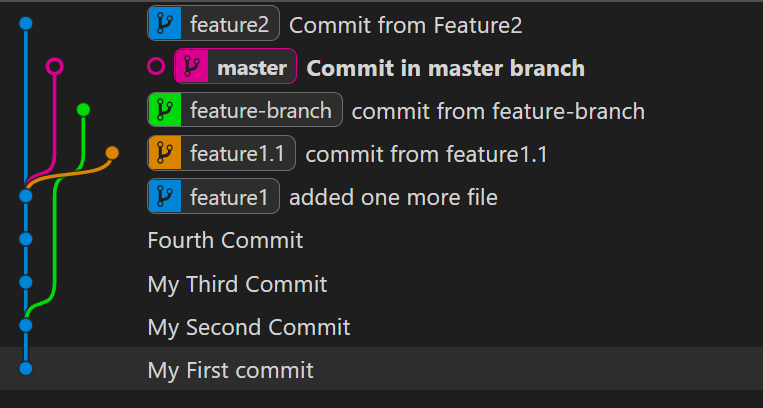 feature2 Commit from Feature2
master Commit in master branch
feature-branch commit from feature-branch
feature1.1 commit from feature1.1
feature1 added one more file
Fourth Commit
My Third Commit
My Second Commit
My First commit